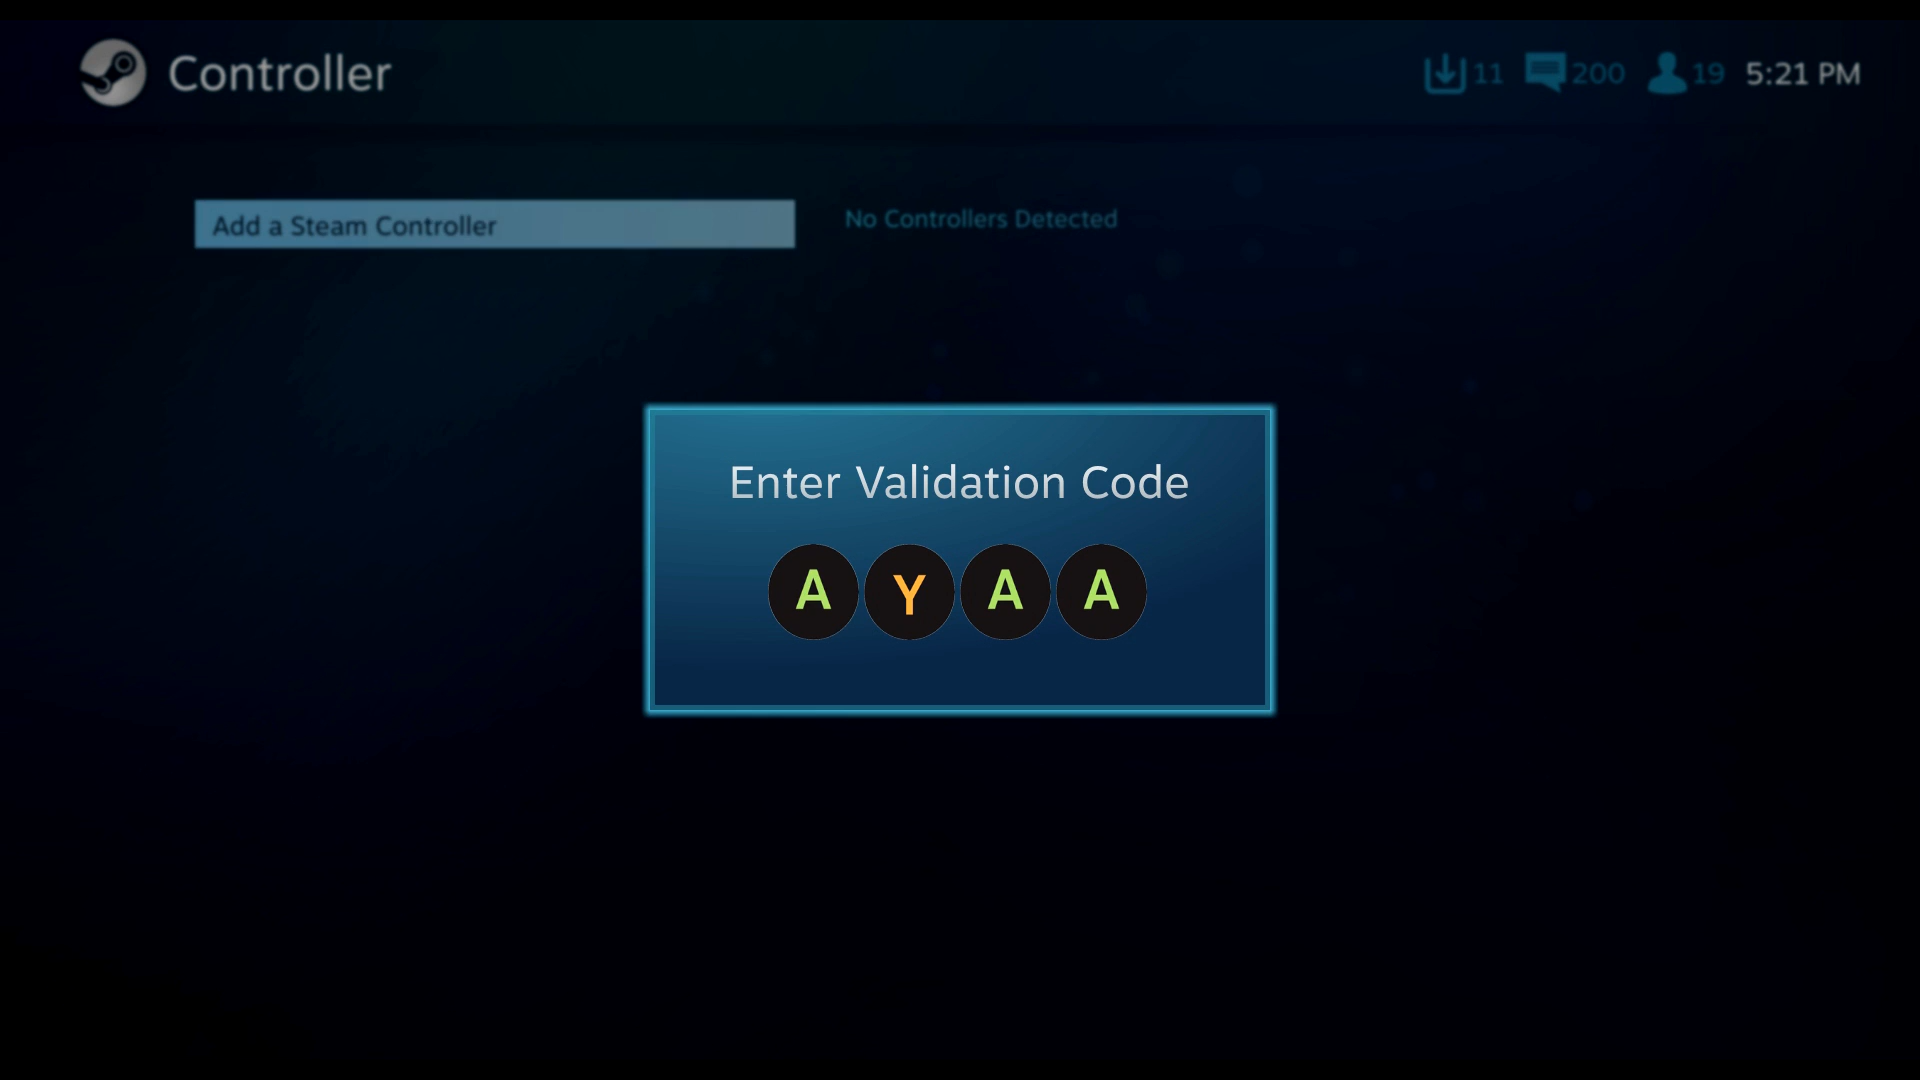 Controller
11 200 19 5:21 PM
Add a Steam Controller
No Controllers Detected
Enter Validation Code
A Y A A